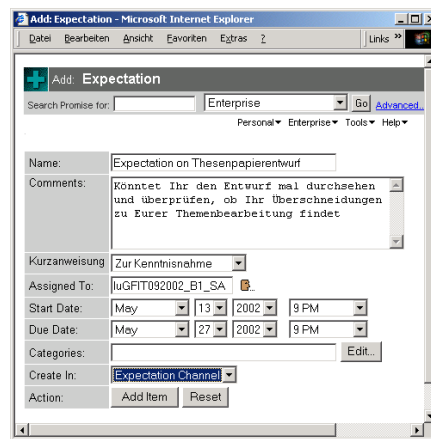 Add: Expectation - Microsoft Internet Explorer
Datei Bearbeiten Ansicht Favoriten Extras ? Links »
Add: Expectation
Search Promise for: Enterprise Go Advanced..
Personal Enterprise Tools Help
Name: Expectation on Thesenpapierentwurf
Comments: Könntet Ihr den Entwurf mal durchsehen
und überprüfen, ob Ihr Überschneidungen
zu Eurer Themenbearbeitung findet
Kurzanweisung Zur Kenntnisnahme
Assigned To: IuGFIT092002_B1_SA
Start Date: May 13 2002 9 PM
Due Date: May 27 2002 9 PM
Categories: Edit...
Create In: Expectation Channel
Action: Add Item Reset